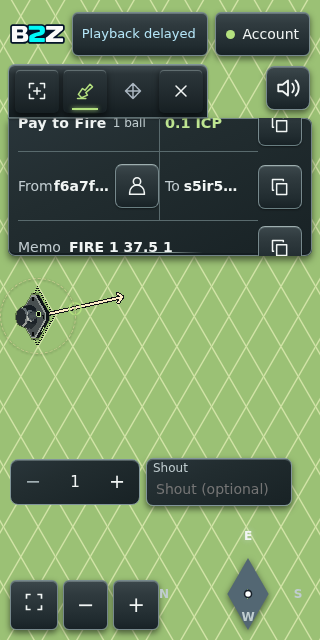 B2Z
Playback delayed
Account
Pay to Fire 1 ball 0.1 ICP
From f6a7f... To s5ir5...
Memo FIRE 1 37.5 1
− 1 +
Shout
Shout (optional)
E
N S
W
− +